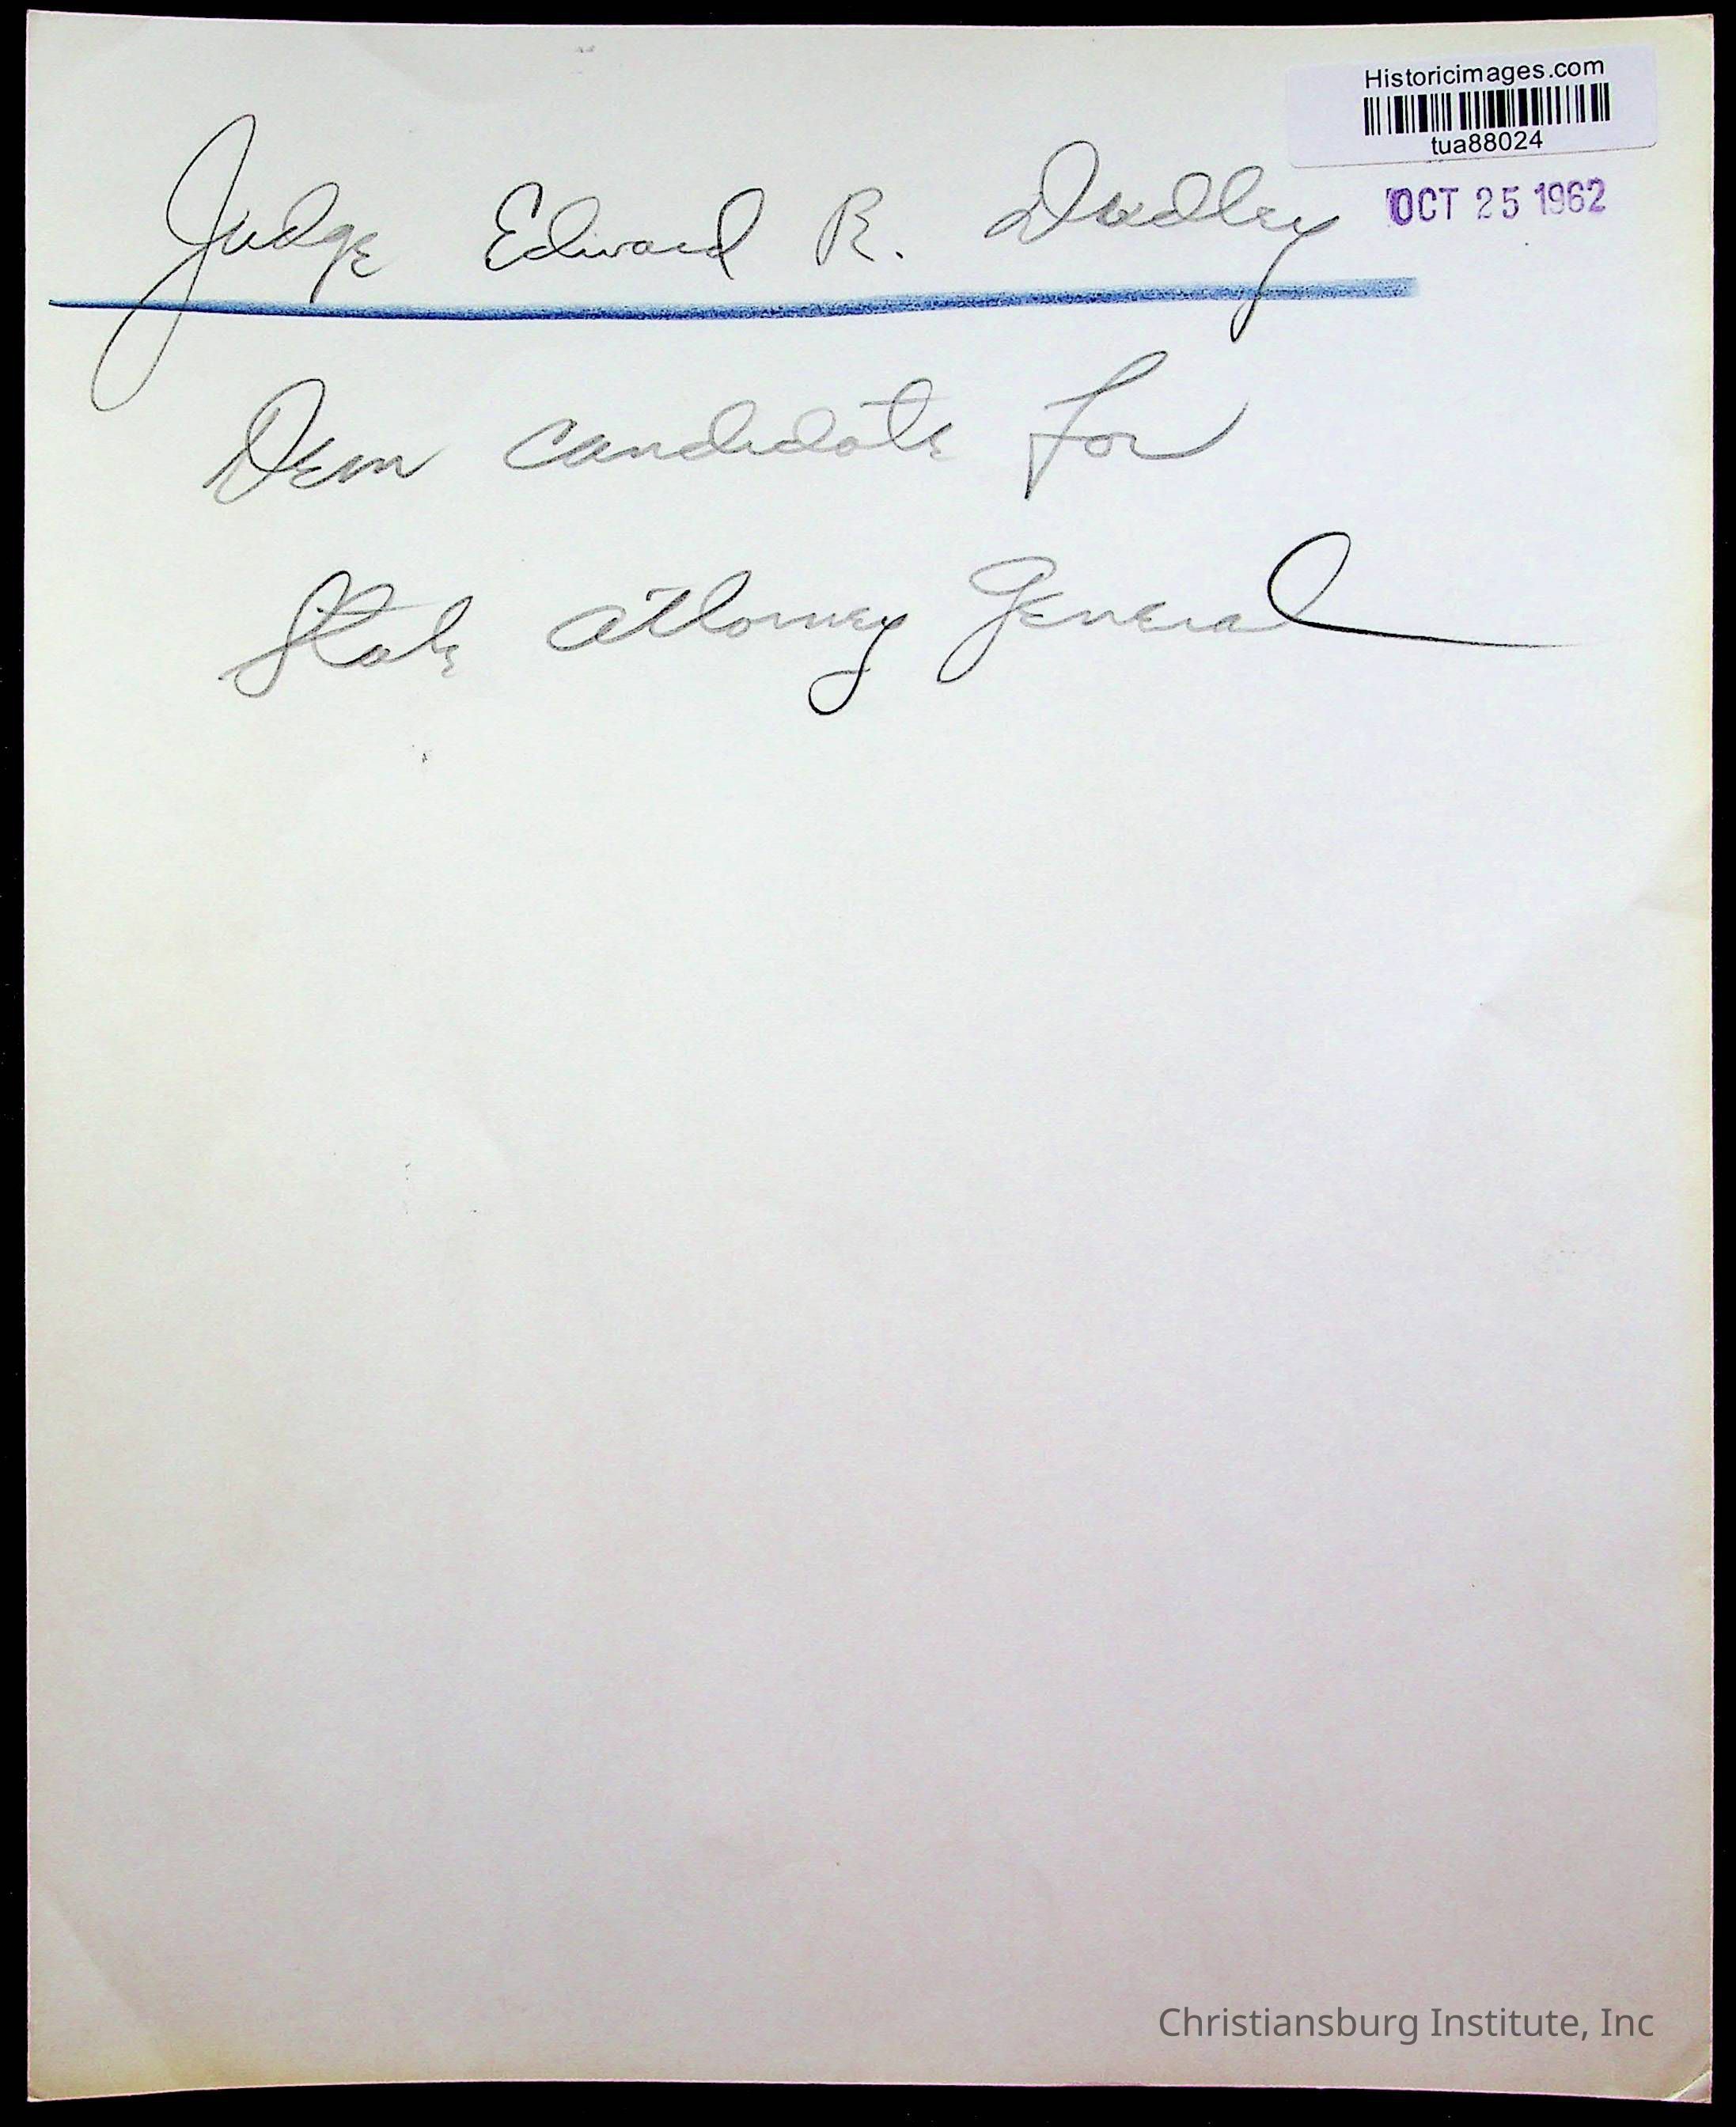 Historicimages.com
tua88024
OCT 25 1962
Judge Edward R. Dudley
Dem candidate for
State Attorney General
Christiansburg Institute, Inc